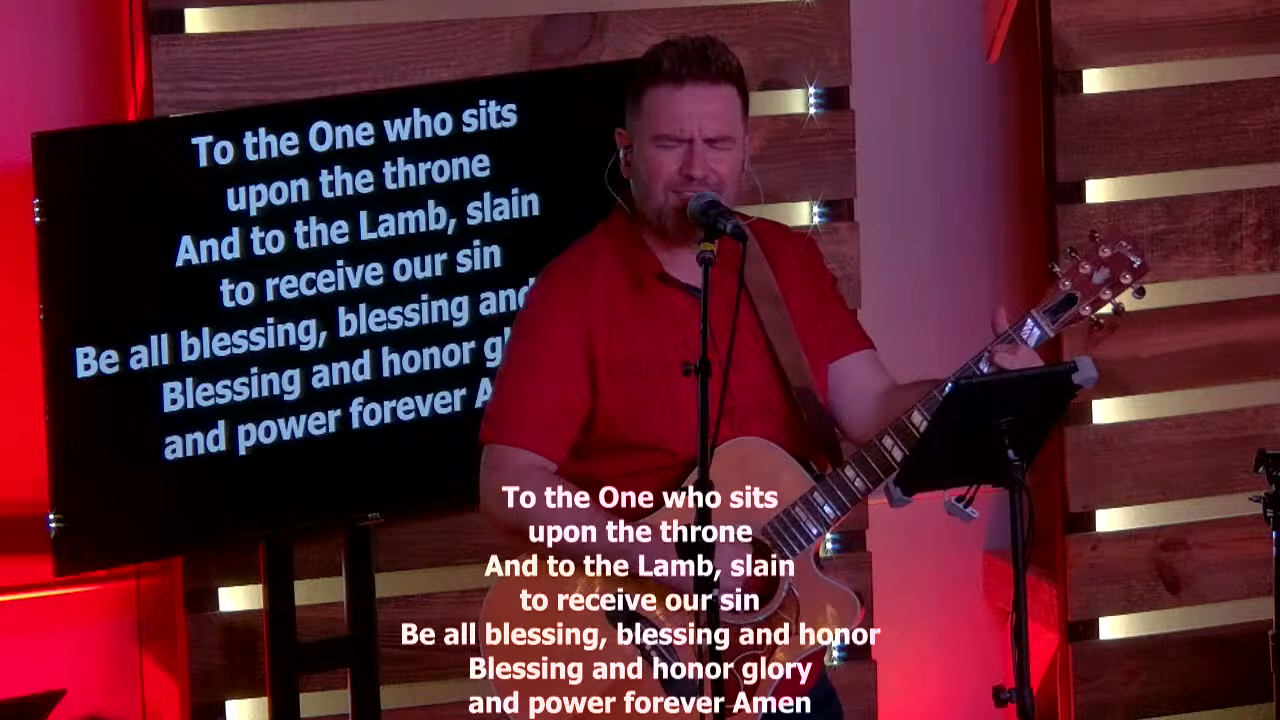 To the One who sits
upon the throne
And to the Lamb, slain
to receive our sin
Be all blessing, blessing and
Blessing and honor
and power forever
TCL
To the One who sits
upon the throne
And to the Lamb, slain
to receive our sin
Be all blessing, blessing and honor
Blessing and honor glory
and power forever Amen